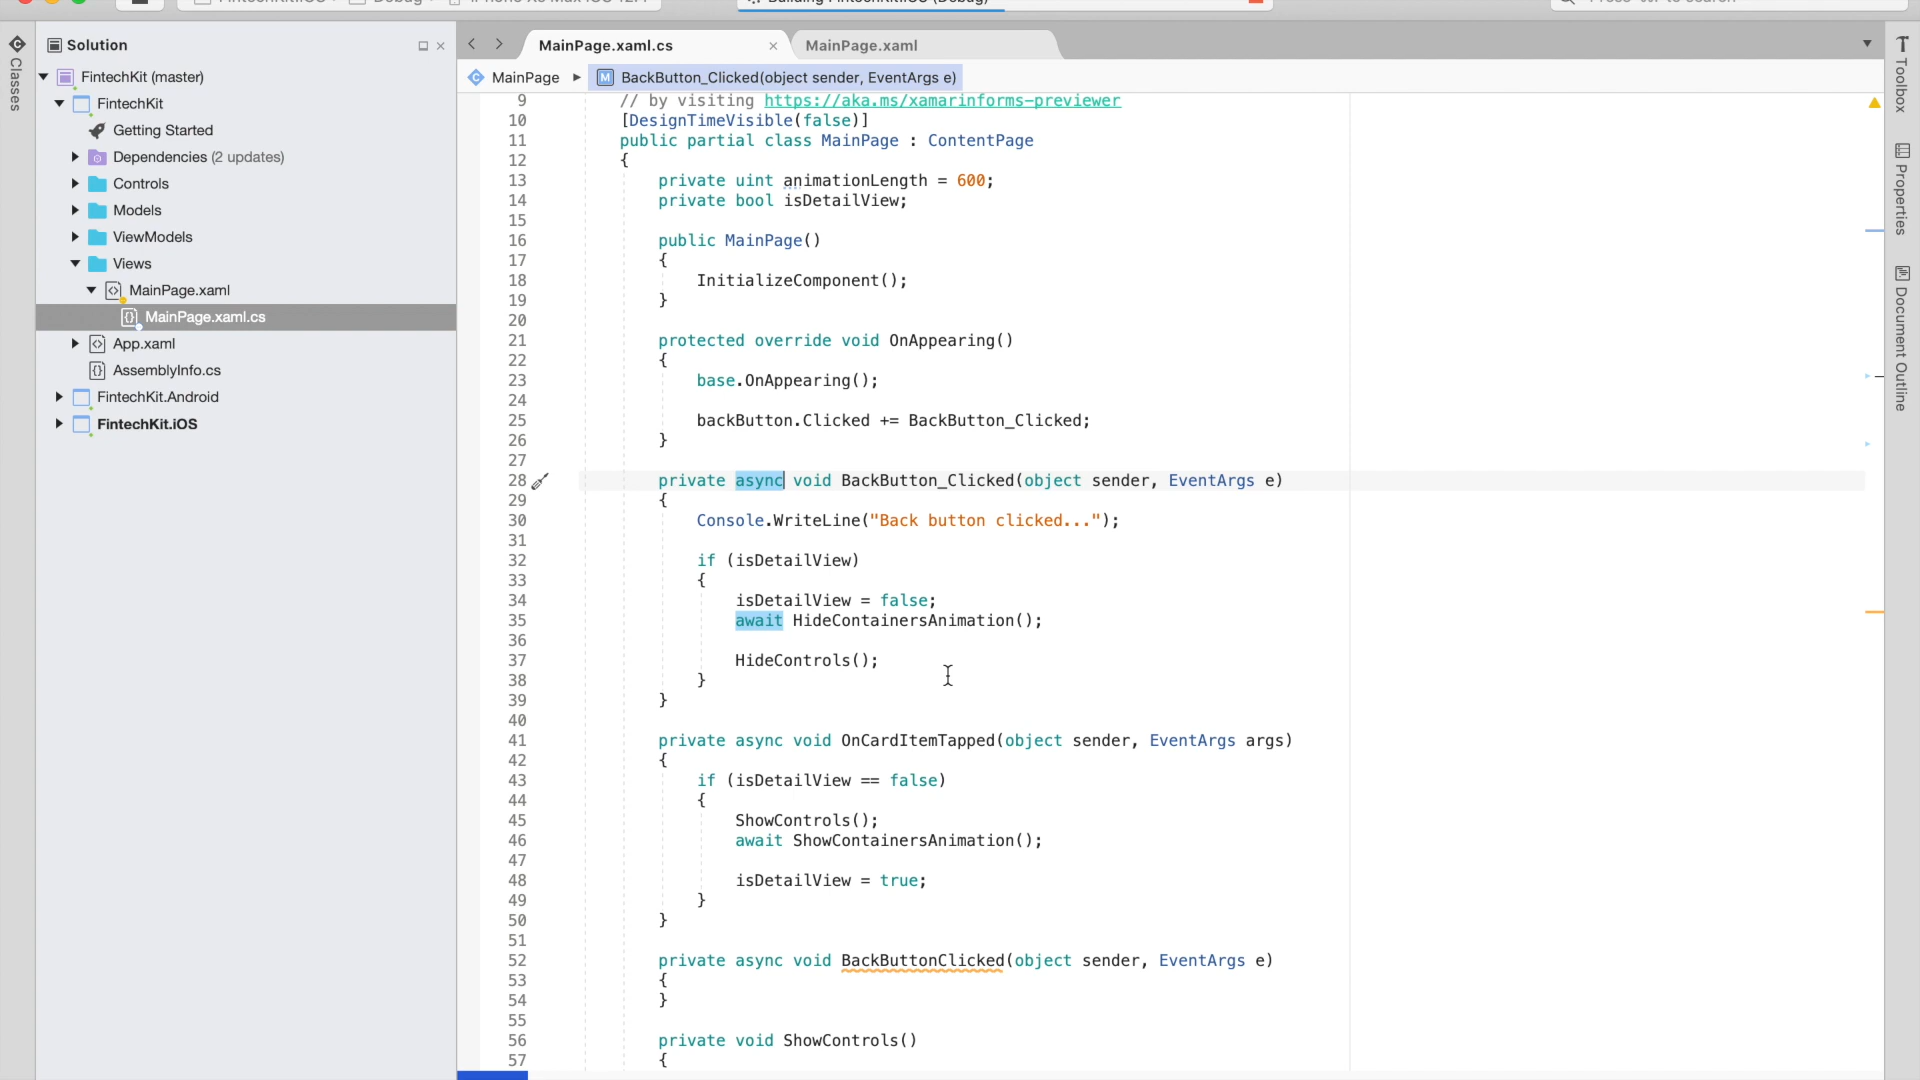 Solution
MainPage.xaml.cs
MainPage.xaml
FintechKit (master)
FintechKit
Getting Started
Dependencies (2 updates)
Controls
Models
ViewModels
Views
MainPage.xaml
MainPage.xaml.cs
App.xaml
AssemblyInfo.cs
FintechKit.Android
FintechKit.iOS
Classes
MainPage
BackButton_Clicked(object sender, EventArgs e)
9 // by visiting https://aka.ms/xamarinforms-previewer
10 [DesignTimeVisible(false)]
11 public partial class MainPage : ContentPage
12 {
13 private uint animationLength = 600;
14 private bool isDetailView;
15
16 public MainPage()
17 {
18 InitializeComponent();
19 }
20
21 protected override void OnAppearing()
22 {
23 base.OnAppearing();
24
25 backButton.Clicked += BackButton_Clicked;
26 }
27
28 private async void BackButton_Clicked(object sender, EventArgs e)
29 {
30 Console.WriteLine("Back button clicked...");
31
32 if (isDetailView)
33 {
34 isDetailView = false;
35 await HideContainersAnimation();
36
37 HideControls();
38 }
39 }
40
41 private async void OnCardItemTapped(object sender, EventArgs args)
42 {
43 if (isDetailView == false)
44 {
45 ShowControls();
46 await ShowContainersAnimation();
47
48 isDetailView = true;
49 }
50 }
51
52 private async void BackButtonClicked(object sender, EventArgs e)
53 {
54 }
55
56 private void ShowControls()
57 {
Toolbox
Properties
Document Outline